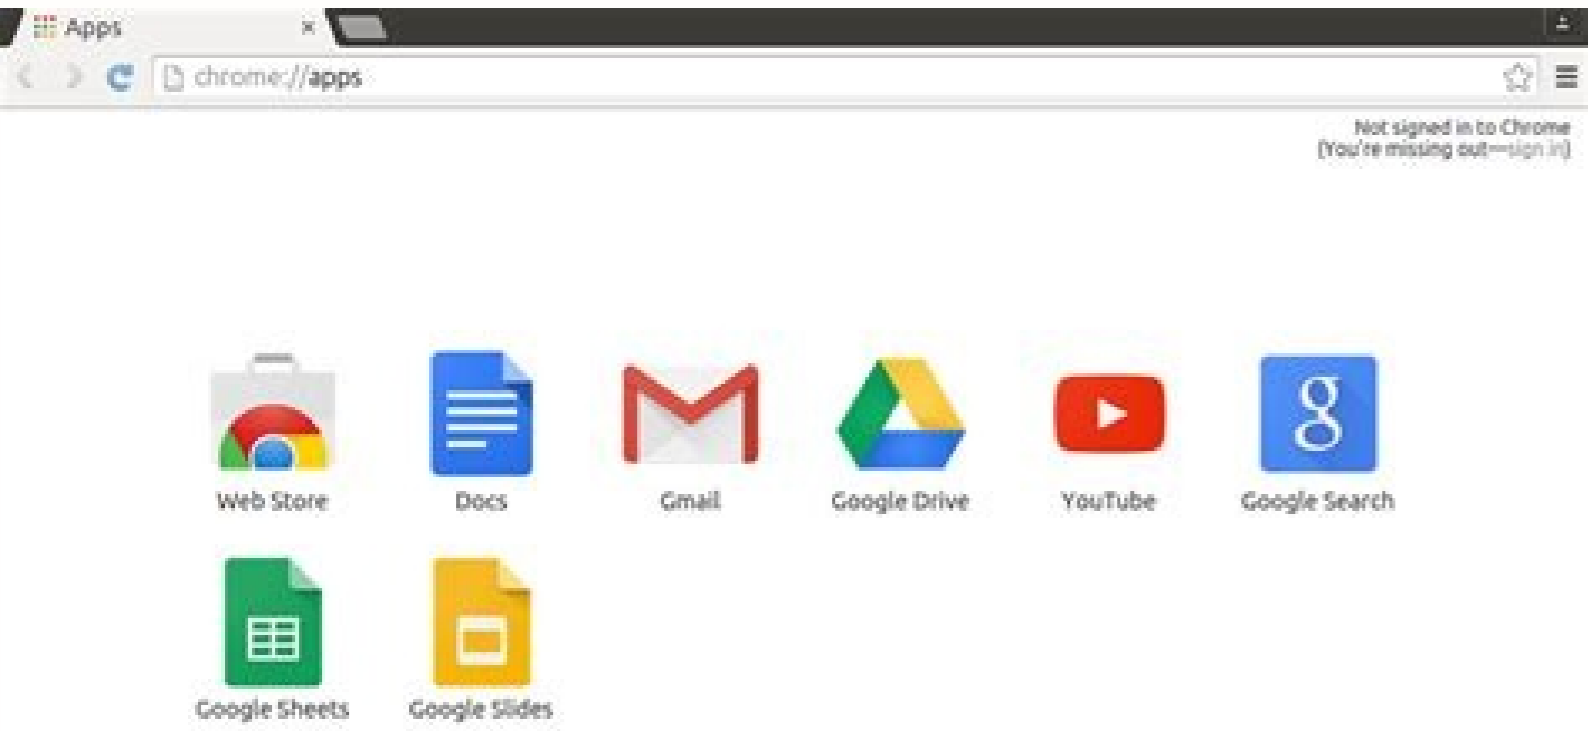 Apps
chrome://apps
Not signed in to Chrome
(You're missing out—sign in)
Web Store
Docs
Gmail
Google Drive
YouTube
g
Google Search
Google Sheets
Google Slides